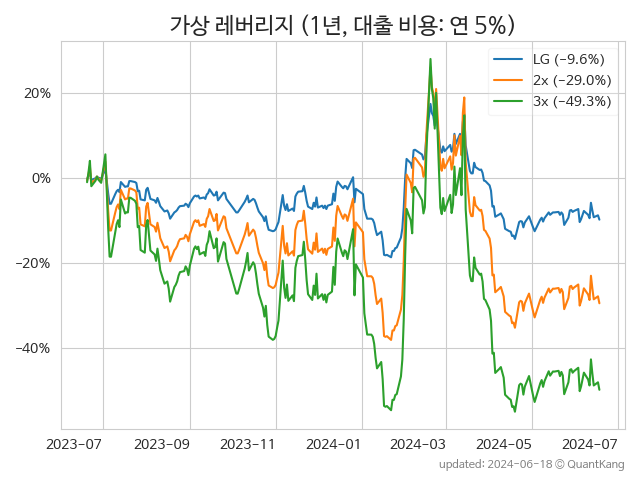 가상 레버리지 (1년, 대출 비용: 연 5%)
LG (−9.6%)
2x (−29.0%)
3x (−49.3%)
20%
0%
−20%
−40%
2023-07 2023-09 2023-11 2024-01 2024-03 2024-05 2024-07
updated: 2024-06-18 © QuantKang